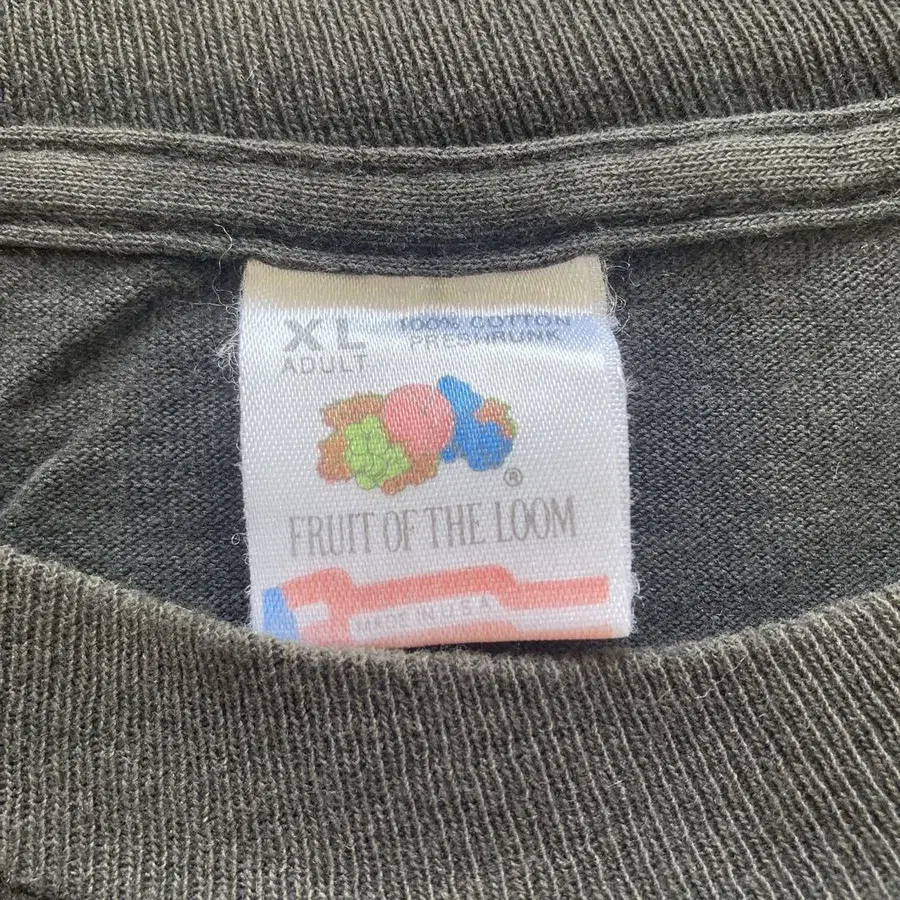 XL
ADULT
100% COTTON
PRESHRUNK
®
FRUIT OF THE LOOM
MADE IN U.S.A.